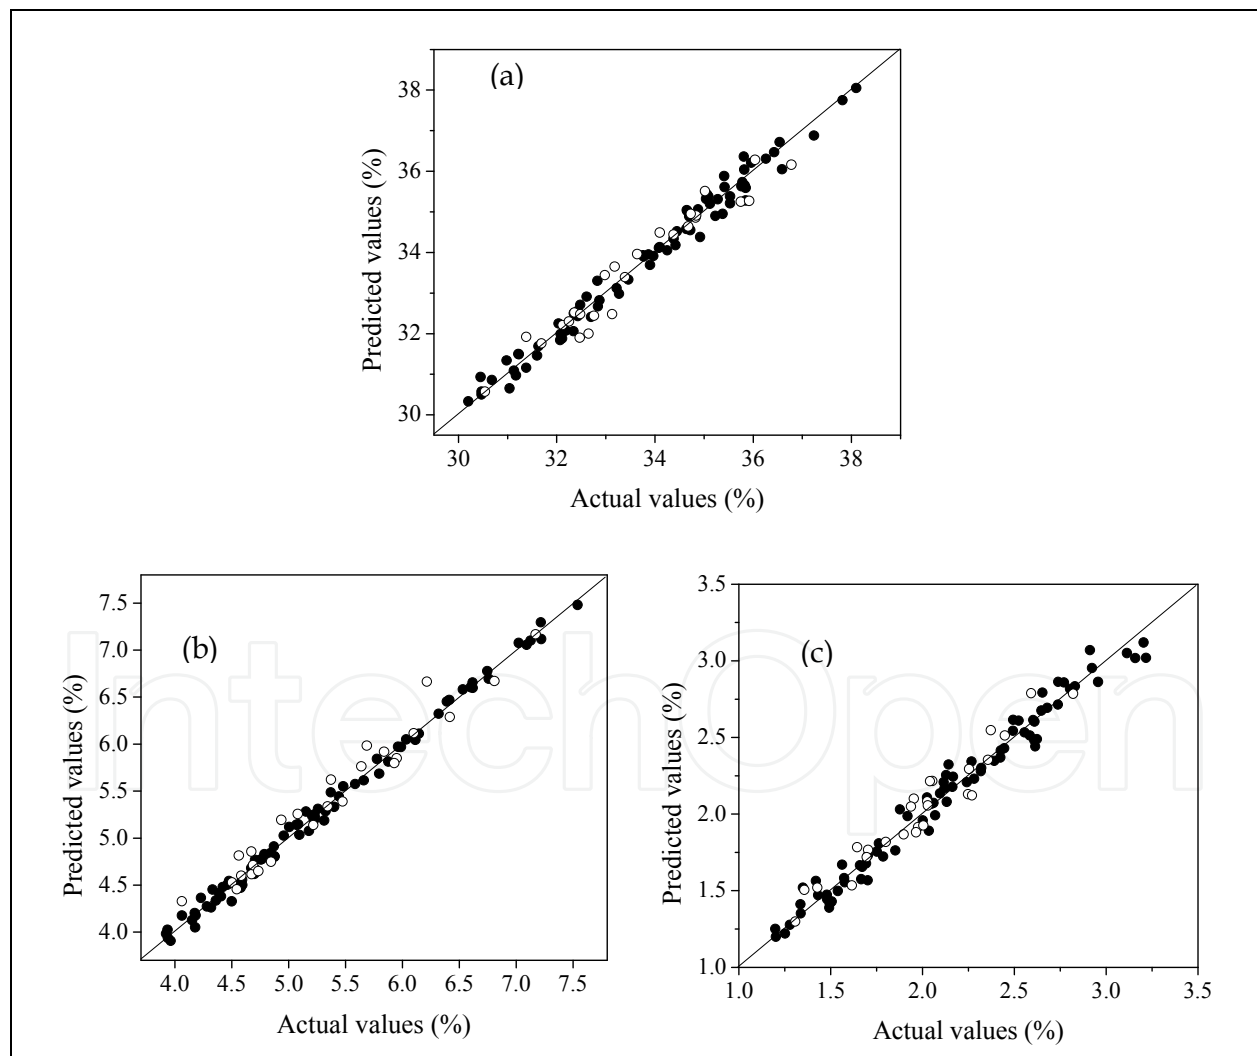 (a)
Predicted values (%)
38
36
34
32
30
30 32 34 36 38
Actual values (%)
(b)
Predicted values (%)
7.5
7.0
6.5
6.0
5.5
5.0
4.5
4.0
4.0 4.5 5.0 5.5 6.0 6.5 7.0 7.5
Actual values (%)
(c)
Predicted values (%)
3.5
3.0
2.5
2.0
1.5
1.0
1.0 1.5 2.0 2.5 3.0 3.5
Actual values (%)
IntechOpen